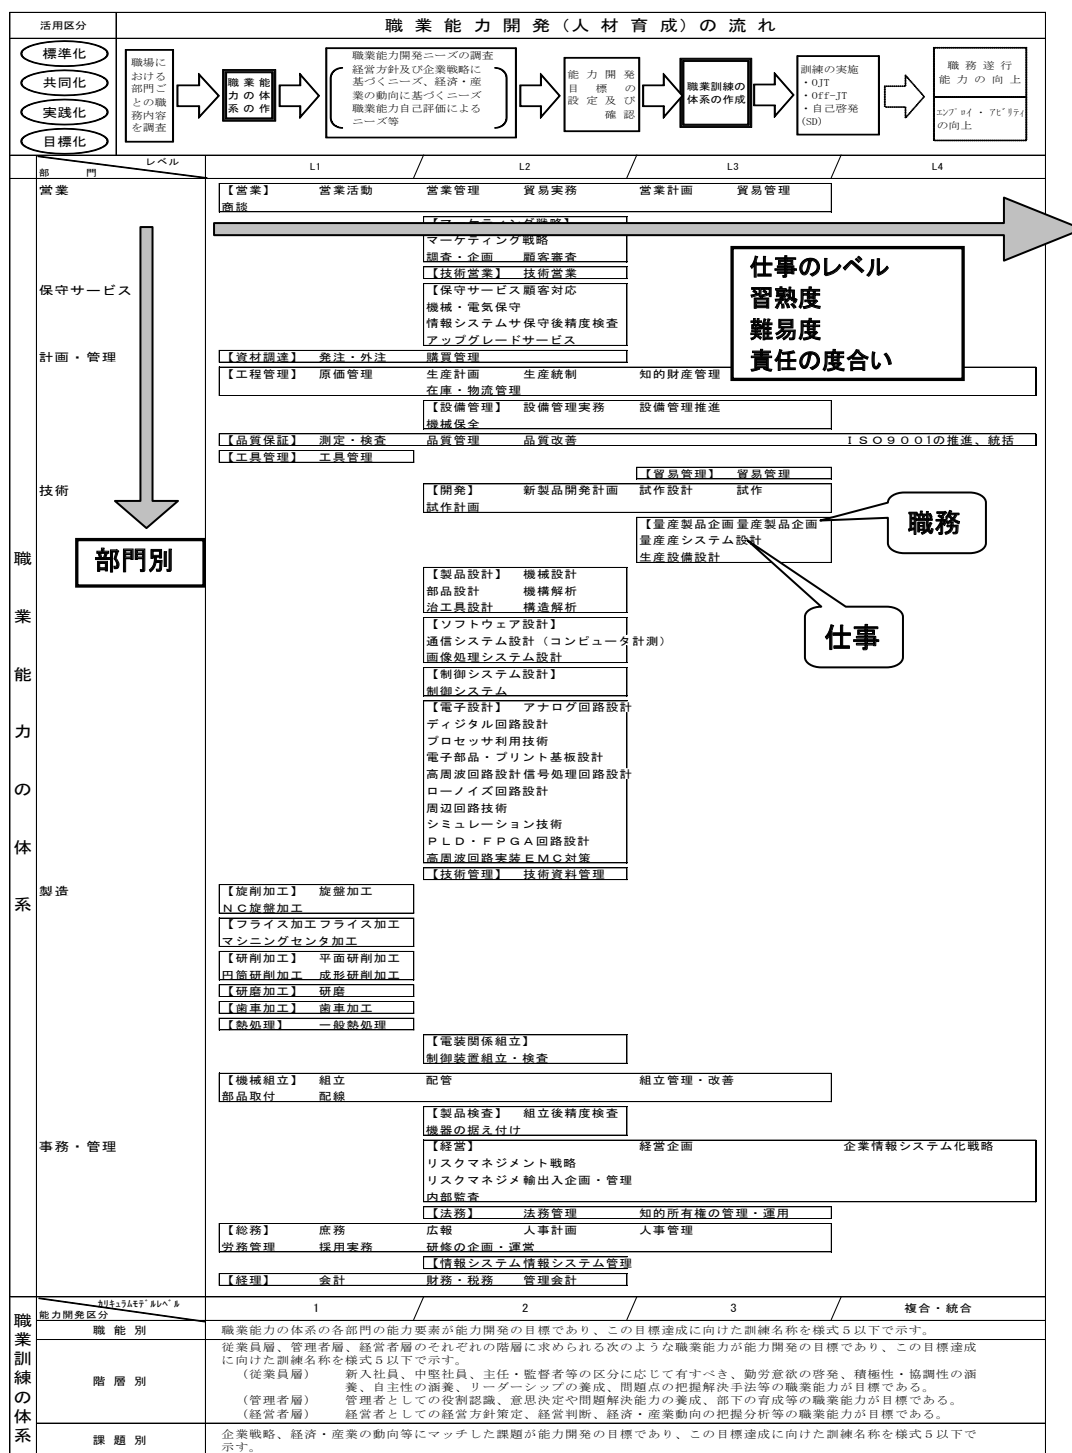 活用区分
職業能力開発(人材育成)の流れ
標準化
共同化
実践化
目標化
職場に
おける
部門ご
との職
務内容
を調査
職業能
力の体
系の作
職業能力開発ニーズの調査
経営方針及び企業戦略に
基づくニーズ、経済・産
業の動向に基づくニーズ
職業能力自己評価による
ニーズ等
能力開発
目標の
設定及び
確認
職業訓練の
体系の作成
訓練の実施
・OJT
・Off-JT
・自己啓発
(SD)
職務遂行
能力の向上
エンプロイ・アビリティ
の向上
レベル
部 門
L1
L2
L3
L4
職業能力の体系
営業
【営業】 営業活動 営業管理 貿易実務 営業計画 貿易管理
商談
【マーケティング戦略】
マーケティング戦略
調査・企画 顧客審査
【技術営業】 技術営業
仕事のレベル
習熟度
難易度
責任の度合い
保守サービス
【保守サービス顧客対応
機械・電気保守
情報システムサ保守後精度検査
アップグレードサービス
計画・管理
【資材調達】 発注・外注 購買管理
【工程管理】 原価管理 生産計画 生産統制 知的財産管理
在庫・物流管理
【設備管理】 設備管理実務 設備管理推進
機械保全
【品質保証】 測定・検査 品質管理 品質改善 ISO9001の推進、統括
【工具管理】 工具管理
【貿易管理】 貿易管理
技術
【開発】 新製品開発計画 試作設計 試作
試作計画
【量産製品企画量産製品企画
量産産システム設計
生産設備設計
職務
仕事
部門別
【製品設計】 機械設計
部品設計 機構解析
治工具設計 構造解析
【ソフトウェア設計】
通信システム設計(コンピュータ計測)
画像処理システム設計
【制御システム設計】
制御システム
【電子設計】 アナログ回路設計
ディジタル回路設計
プロセッサ利用技術
電子部品・プリント基板設計
高周波回路設計信号処理回路設計
ローノイズ回路設計
周辺回路技術
シミュレーション技術
PLD・FPGA回路設計
高周波回路実装EMC対策
【技術管理】 技術資料管理
製造
【旋削加工】 旋盤加工
NC旋盤加工
【フライス加工フライス加工
マシニングセンタ加工
【研削加工】 平面研削加工
円筒研削加工 成形研削加工
【研磨加工】 研磨
【歯車加工】 歯車加工
【熱処理】 一般熱処理
【電装関係組立】
制御装置組立・検査
【機械組立】 組立 配管 組立管理・改善
部品取付 配線
【製品検査】 組立後精度検査
機器の据え付け
事務・管理
【経営】 経営企画 企業情報システム化戦略
リスクマネジメント戦略
リスクマネジメ輸出入企画・管理
内部監査
【法務】 法務管理 知的所有権の管理・運用
【総務】 庶務 広報 人事計画 人事管理
労務管理 採用実務 研修の企画・運営
【情報システム情報システム管理
【経理】 会計 財務・税務 管理会計
職業訓練の体系
カリキュラムモデルレベル
能力開発区分
1
2
3
複合・統合
職能別
職業能力の体系の各部門の能力要素が能力開発の目標であり、この目標達成に向けた訓練名称を様式5以下で示す。
階層別
従業員層、管理者層、経営者層のそれぞれの階層に求められる次のような職業能力が能力開発の目標であり、この目標達成
に向けた訓練名称を様式5以下で示す。
(従業員層) 新入社員、中堅社員、主任・監督者等の区分に応じて有すべき、勤労意欲の啓発、積極性・協調性の涵
養、自主性の涵養、リーダーシップの養成、問題点の把握解決手法等の職業能力が目標である。
(管理者層) 管理者としての役割認識、意思決定や問題解決能力の養成、部下の育成等の職業能力が目標である。
(経営者層) 経営者としての経営方針策定、経営判断、経済・産業動向の把握分析等の職業能力が目標である。
課題別
企業戦略、経済・産業の動向等にマッチした課題が能力開発の目標であり、この目標達成に向けた訓練名称を様式5以下で
示す。